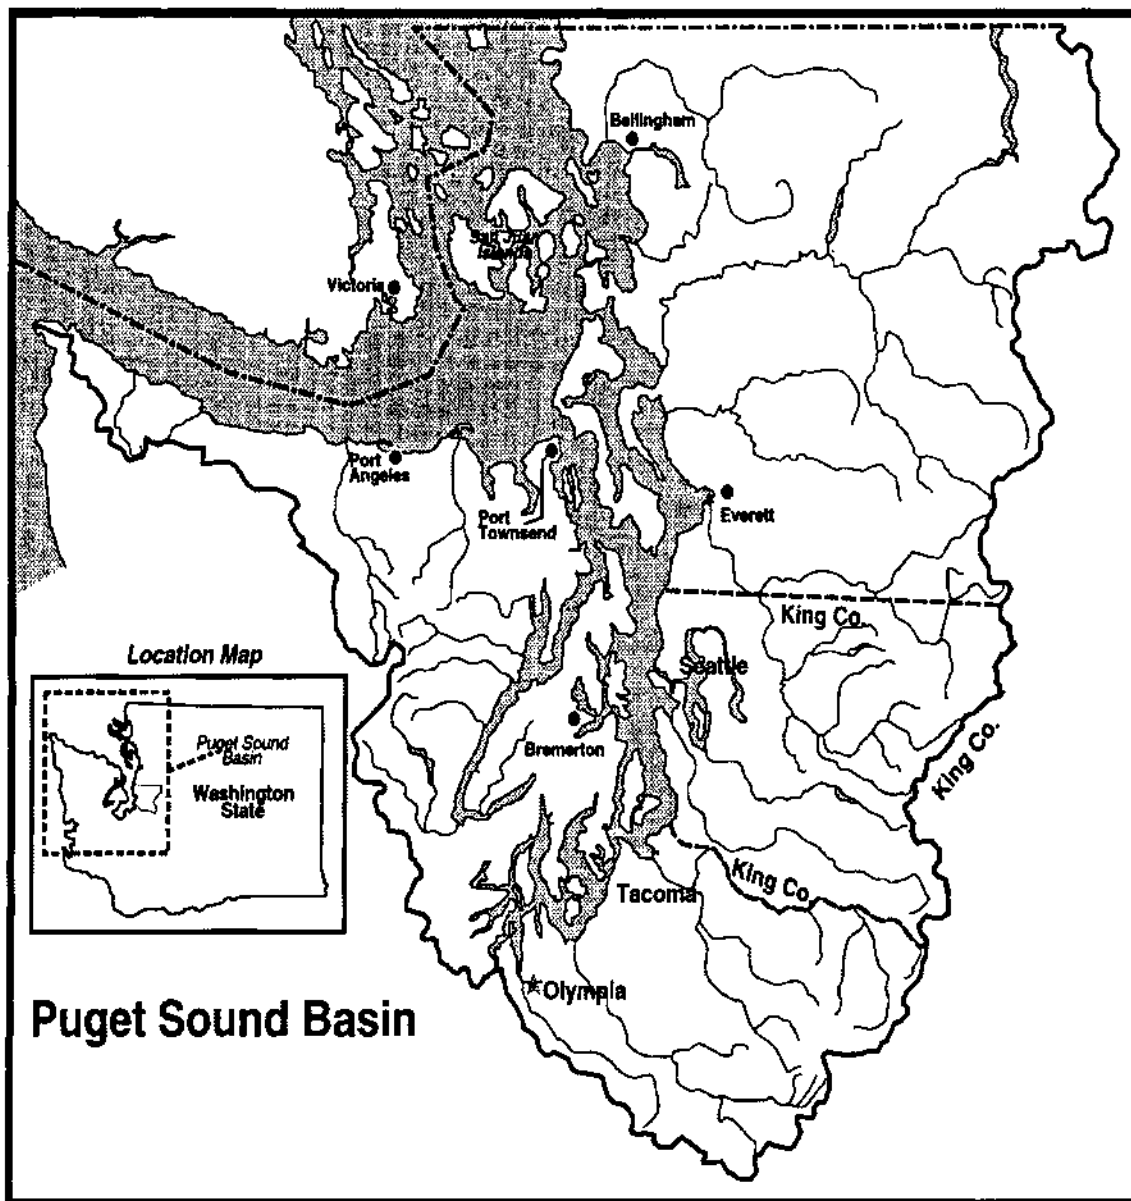 Bellingham
San Juan
Islands
Victoria
Port
Angeles
Port
Townsend
Everett
King Co.
Seattle
Location Map
Puget Sound
Basin
Washington
State
Bremerton
King Co.
King Co.
Tacoma
Olympia
Puget Sound Basin